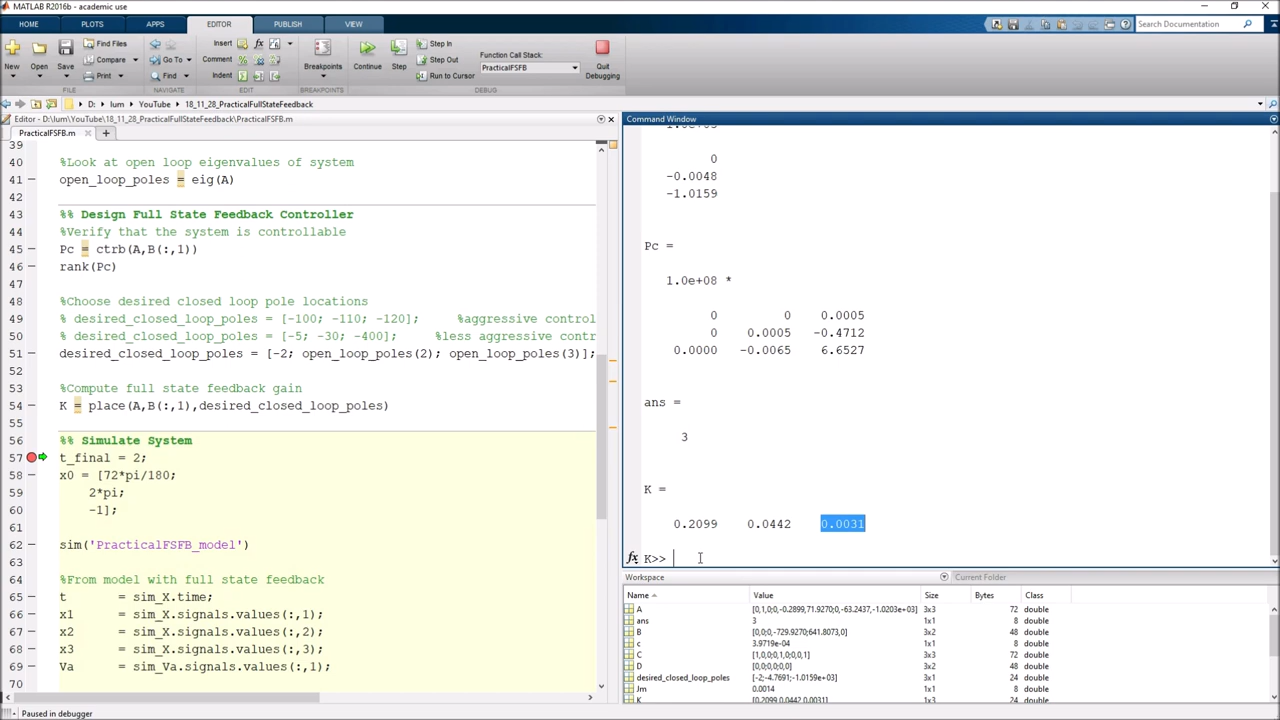 MATLAB R2016b - academic use
HOME PLOTS APPS EDITOR PUBLISH VIEW
Search Documentation
New Open Save Find Files Compare Print
Go To Find
Insert Comment Indent
Breakpoints Continue Step Step In Step Out Run to Cursor
Function Call Stack: PracticalFSFB
Quit Debugging
FILE NAVIGATE EDIT BREAKPOINTS DEBUG
D: lum YouTube 18_11_28_PracticalFullStateFeedback
Editor - D:\lum\YouTube\18_11_28_PracticalFullStateFeedback\PracticalFSFB.m
PracticalFSFB.m
39
40 %Look at open loop eigenvalues of system
41 open_loop_poles = eig(A)
42
43 %% Design Full State Feedback Controller
44 %Verify that the system is controllable
45 Pc = ctrb(A,B(:,1))
46 rank(Pc)
47
48 %Choose desired closed loop pole locations
49 % desired_closed_loop_poles = [-100; -110; -120]; %aggressive control
50 % desired_closed_loop_poles = [-5; -30; -400]; %less aggressive contr
51 desired_closed_loop_poles = [-2; open_loop_poles(2); open_loop_poles(3)];
52
53 %Compute full state feedback gain
54 K = place(A,B(:,1),desired_closed_loop_poles)
55
56 %% Simulate System
57 t_final = 2;
58 x0 = [72*pi/180;
59 2*pi;
60 -1];
61
62 sim('PracticalFSFB_model')
63
64 %From model with full state feedback
65 t = sim_X.time;
66 x1 = sim_X.signals.values(:,1);
67 x2 = sim_X.signals.values(:,2);
68 x3 = sim_X.signals.values(:,3);
69 Va = sim_Va.signals.values(:,1);
70
Command Window
0
-0.0048
-1.0159
Pc =
1.0e+08 *
0 0 0.0005
0 0.0005 -0.4712
0.0000 -0.0065 6.6527
ans =
3
K =
0.2099 0.0442 0.0031
fx K>>
Workspace Current Folder
Name Value Size Bytes Class
A [0,1,0;0,-0.2899,71.9270;0,-63.2437,-1.0203e+03] 3x3 72 double
ans 3 1x1 8 double
B [0,0;0,-729.9270;641.8073,0] 3x2 48 double
c 3.9719e-04 1x1 8 double
C [1,0,0;0,1,0;0,0,1] 3x3 72 double
D [0,0;0,0;0,0] 3x2 48 double
desired_closed_loop_poles [-2;-4.7691;-1.0159e+03] 3x1 24 double
Jm 0.0014 1x1 8 double
K [0.2099,0.0442,0.0031] 1x3 24 double
Paused in debugger